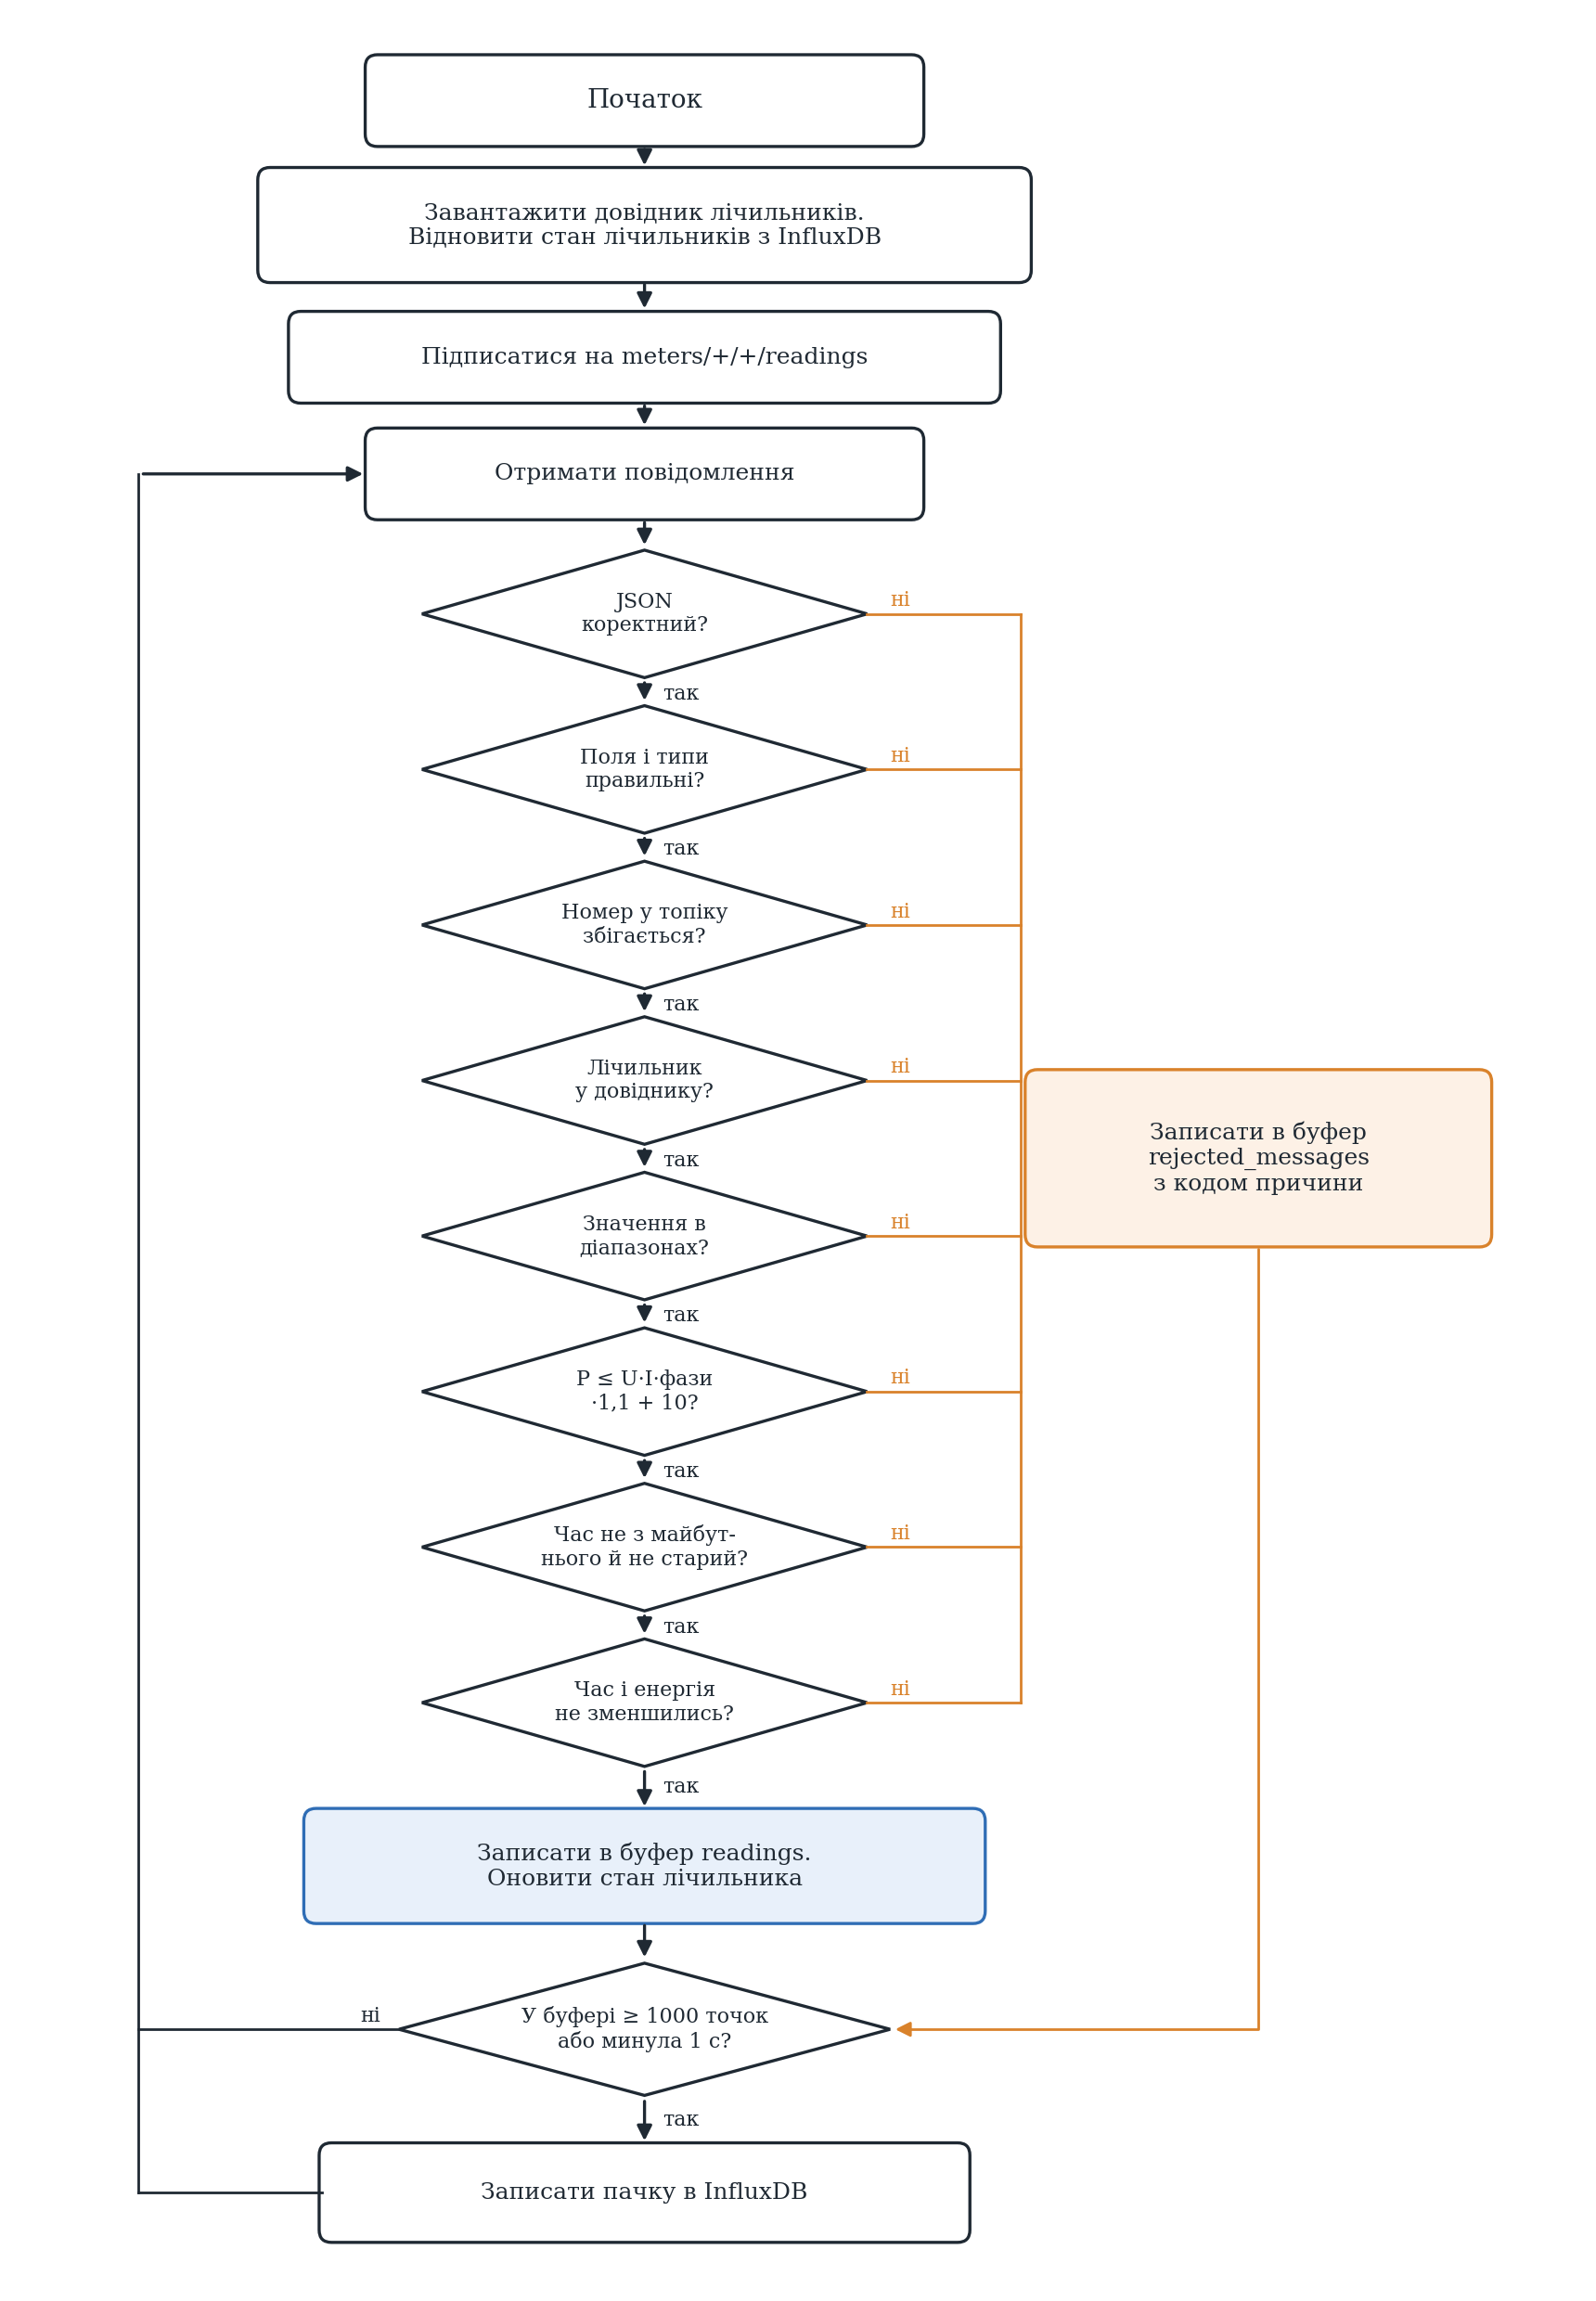 Початок
Завантажити довідник лічильників.
Відновити стан лічильників з InfluxDB
Підписатися на meters/+/+/readings
Отримати повідомлення
JSON
коректний?
ні
так
Поля і типи
правильні?
ні
так
Номер у топіку
збігається?
ні
так
Лічильник
у довіднику?
ні
так
Записати в буфер
rejected_messages
з кодом причини
Значення в
діапазонах?
ні
так
P ≤ U·I·фази
·1,1 + 10?
ні
так
Час не з майбут-
нього й не старий?
ні
так
Час і енергія
не зменшились?
ні
так
Записати в буфер readings.
Оновити стан лічильника
ні
У буфері ≥ 1000 точок
або минула 1 с?
так
Записати пачку в InfluxDB